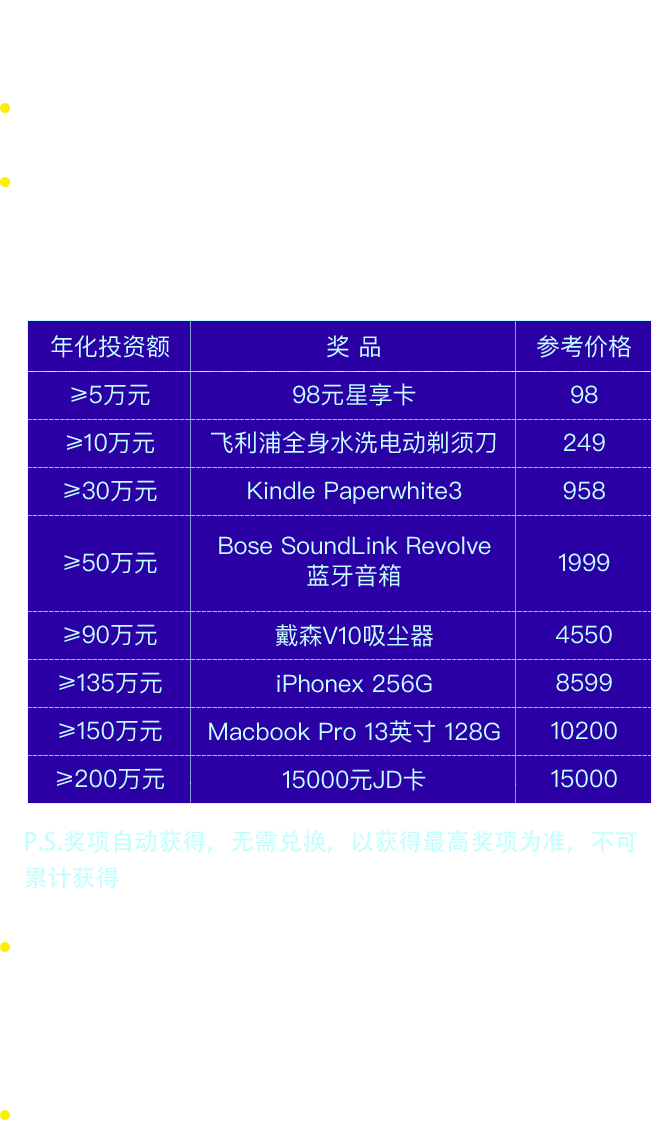 年化投资额 奖 品 参考价格
≥5万元 98元星享卡 98
≥10万元 飞利浦全身水洗电动剃须刀 249
≥30万元 Kindle Paperwhite3 958
≥50万元 Bose SoundLink Revolve 1999
蓝牙音箱
≥90万元 戴森V10吸尘器 4550
≥135万元 iPhonex 256G 8599
≥150万元 Macbook Pro 13英寸 128G 10200
≥200万元 15000元JD卡 15000
P.S.奖项自动获得，无需兑换，以获得最高奖项为准，不可
累计获得